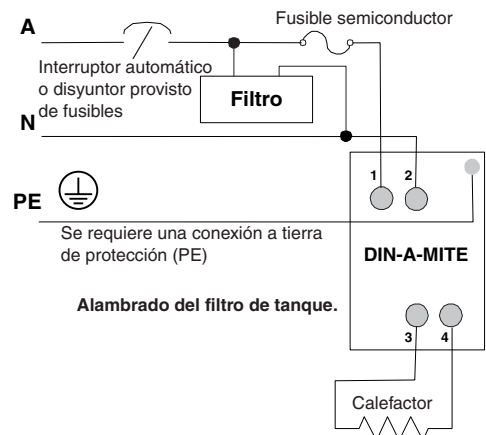 A
Fusible semiconductor
Interruptor automático
o disyuntor provisto
de fusibles
Filtro
N
1 2
PE
Se requiere una conexión a tierra
de protección (PE)
DIN-A-MITE
Alambrado del filtro de tanque.
3 4
Calefactor